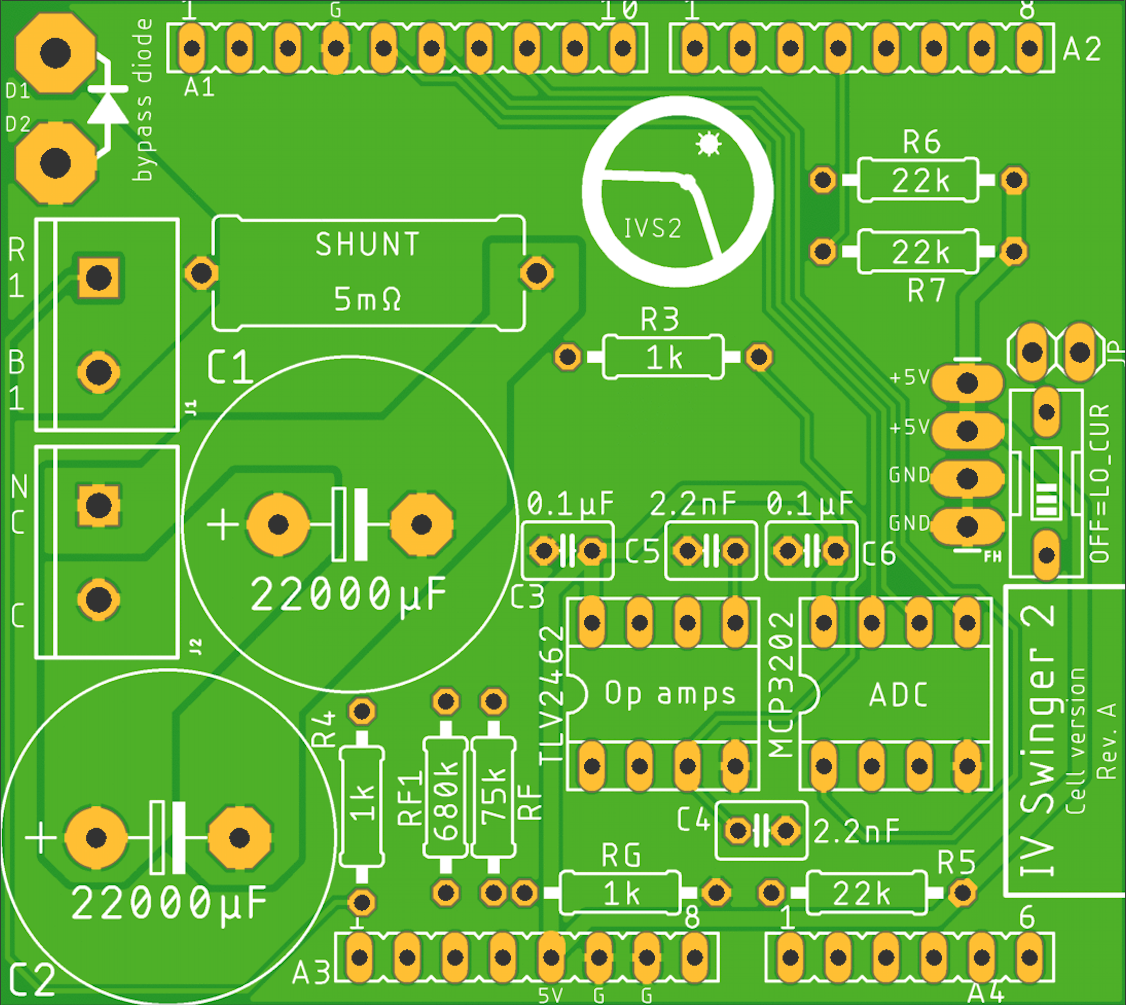 1
G
10
1
8
A1
A2
D1
D2
bypass diode
R6
22k
22k
R7
IVS2
R
1
B
1
J1
SHUNT
5mΩ
R3
1k
JP
C1
+5V
+5V
GND
GND
FH
OFF=LO_CUR
N
C
C
J2
22000µF
0.1µF
2.2nF
0.1µF
C5
C6
C3
TLV2462
Op amps
MCP3202
ADC
IV Swinger 2
Cell version
Rev. A
R4
1k
RF1
680k
75k
RF
C4
2.2nF
22000µF
C2
RG
1k
R5
22k
1
8
1
6
A3
5V
G
G
A4